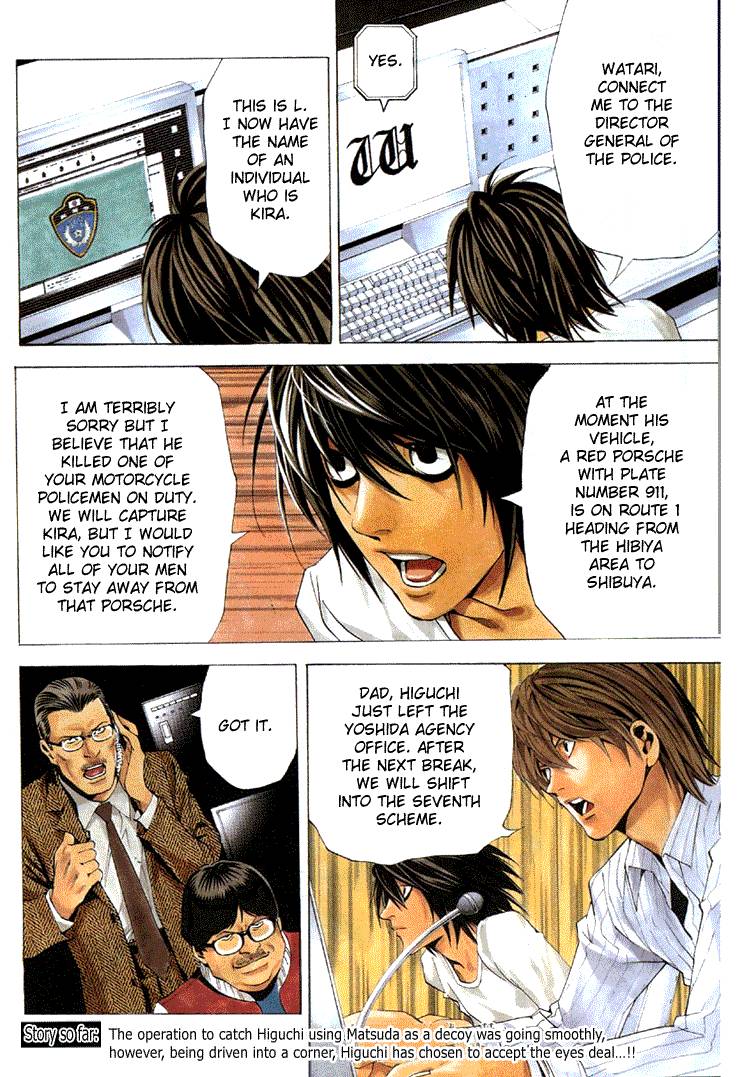 WATARI,
CONNECT
ME TO THE
DIRECTOR
GENERAL OF
THE POLICE.
YES.
W
THIS IS L.
I NOW HAVE
THE NAME
OF AN
INDIVIDUAL
WHO IS
KIRA.
AT THE
MOMENT HIS
VEHICLE,
A RED PORSCHE
WITH PLATE
NUMBER 911,
IS ON ROUTE 1
HEADING FROM
THE HIBIYA
AREA TO
SHIBUYA.
I AM TERRIBLY
SORRY BUT I
BELIEVE THAT HE
KILLED ONE OF
YOUR MOTORCYCLE
POLICEMEN ON DUTY.
WE WILL CAPTURE
KIRA, BUT I WOULD
LIKE YOU TO NOTIFY
ALL OF YOUR MEN
TO STAY AWAY FROM
THAT PORSCHE.
DAD, HIGUCHI
JUST LEFT THE
YOSHIDA AGENCY
OFFICE. AFTER
THE NEXT BREAK,
WE WILL SHIFT
INTO THE SEVENTH
SCHEME.
GOT IT.
Story so far: The operation to catch Higuchi using Matsuda as a decoy was going smoothly,
however, being driven into a corner, Higuchi has chosen to accept the eyes deal...!!